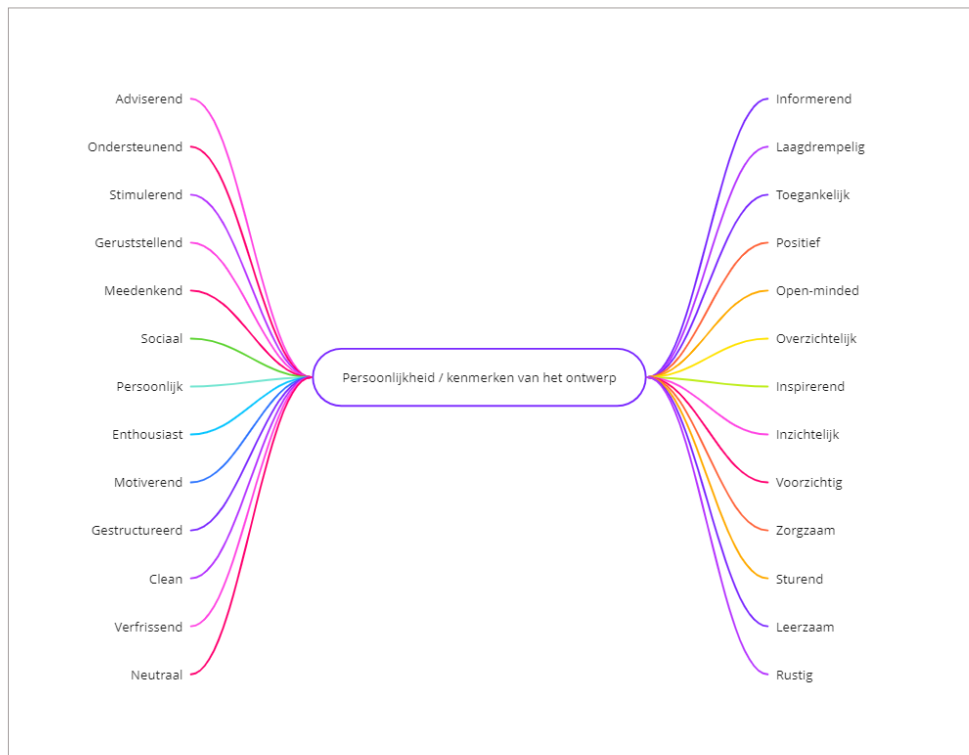 Adviserend
Ondersteunend
Stimulerend
Geruststellend
Meedenkend
Sociaal
Persoonlijk
Enthousiast
Motiverend
Gestructureerd
Clean
Verfrissend
Neutraal
Persoonlijkheid / kenmerken van het ontwerp
Informerend
Laagdrempelig
Toegankelijk
Positief
Open-minded
Overzichtelijk
Inspirerend
Inzichtelijk
Voorzichtig
Zorgzaam
Sturend
Leerzaam
Rustig